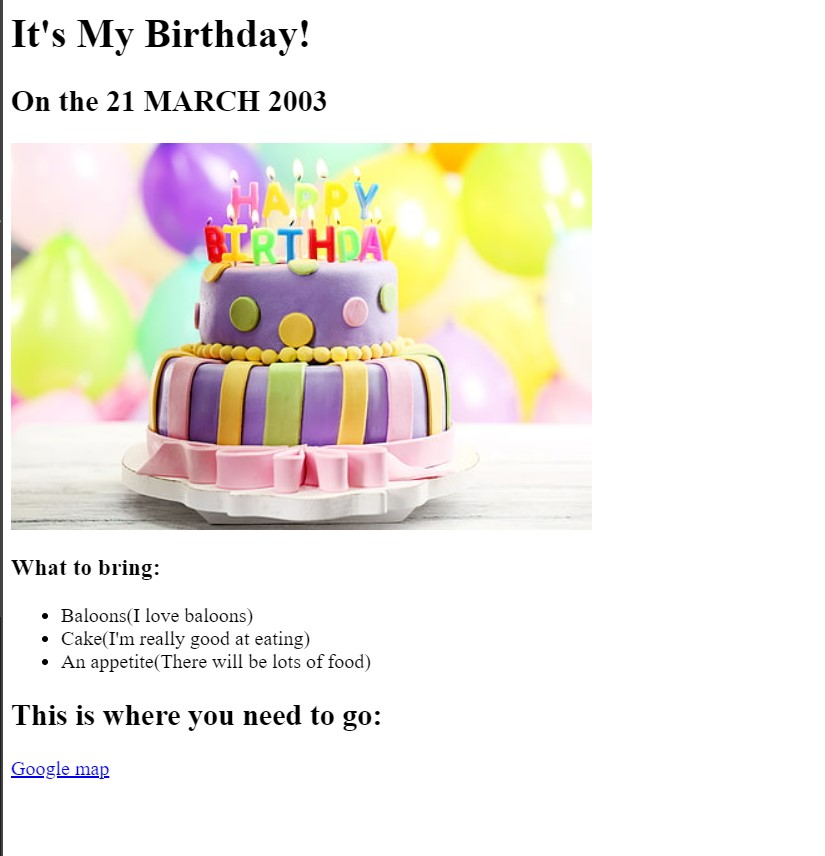 It's My Birthday!
On the 21 MARCH 2003
HAPPY
BIRTHDAY
What to bring:
Baloons(I love baloons)
Cake(I'm really good at eating)
An appetite(There will be lots of food)
This is where you need to go:
Google map